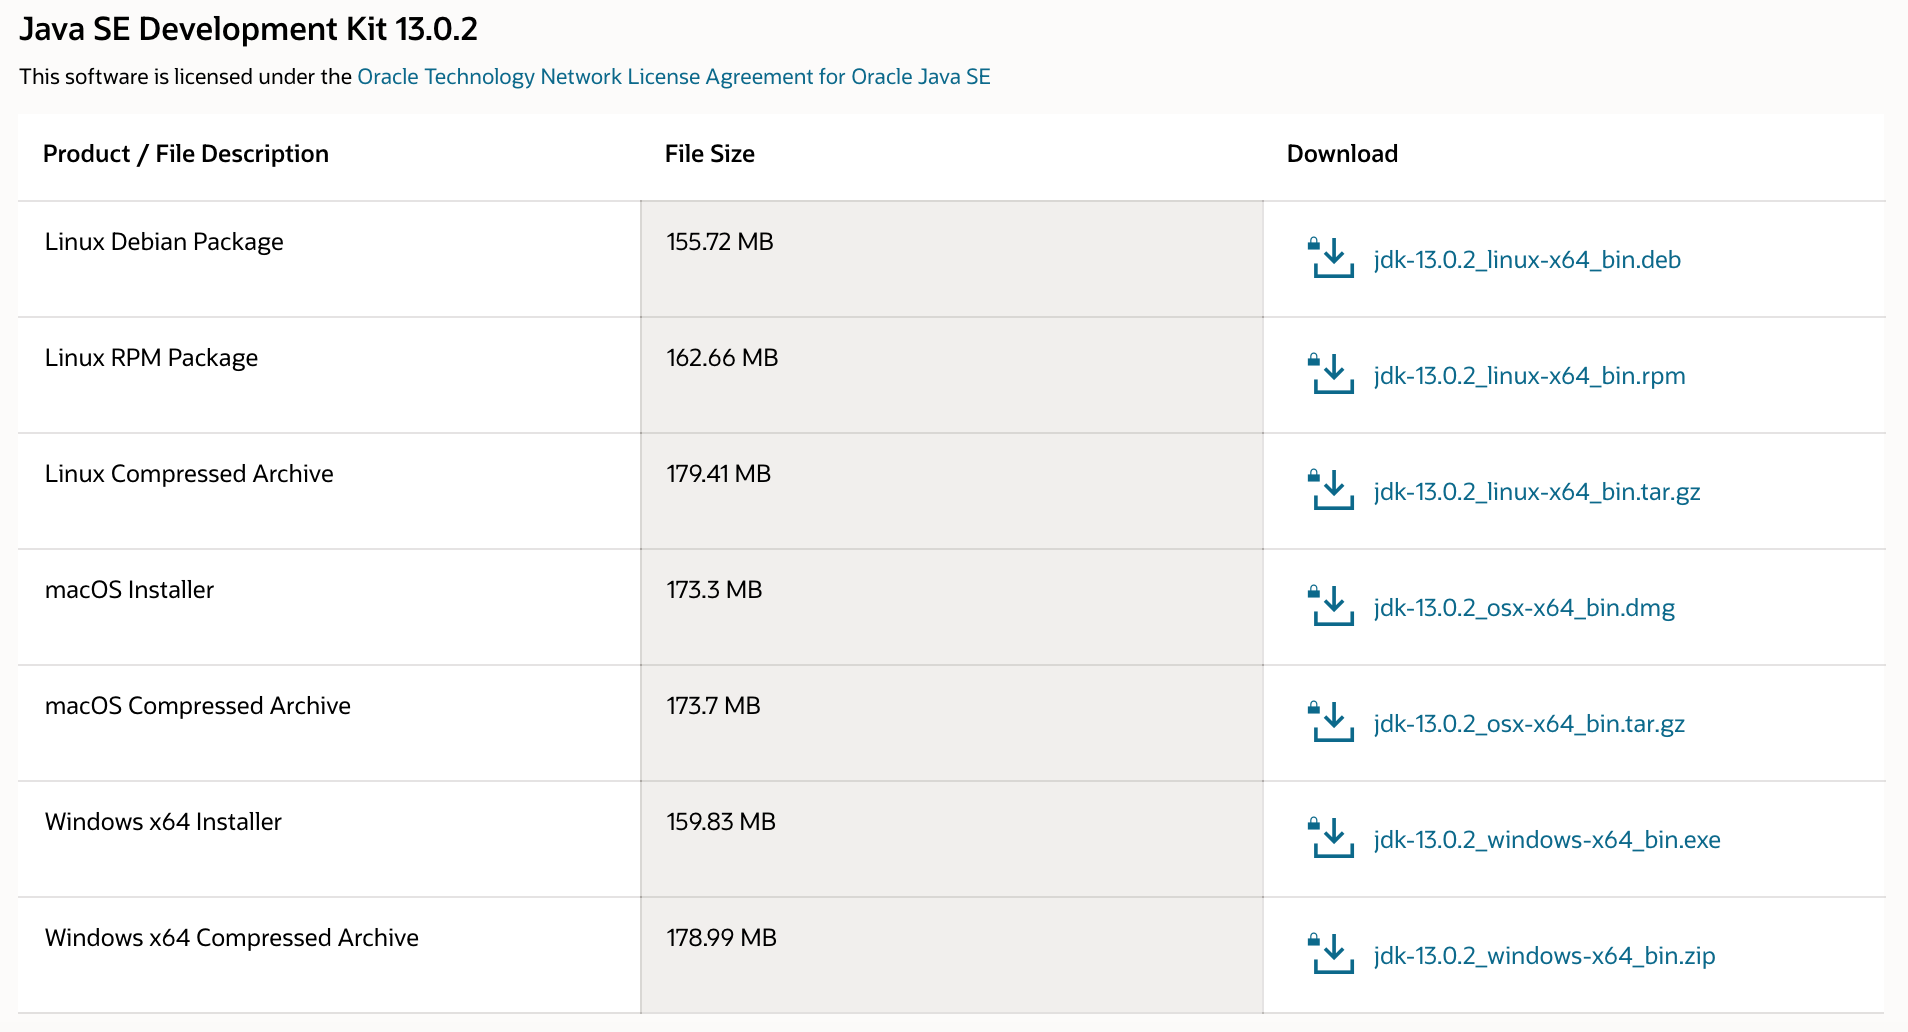 Java SE Development Kit 13.0.2
This software is licensed under the Oracle Technology Network License Agreement for Oracle Java SE
Product / File Description File Size Download
Linux Debian Package 155.72 MB jdk-13.0.2_linux-x64_bin.deb
Linux RPM Package 162.66 MB jdk-13.0.2_linux-x64_bin.rpm
Linux Compressed Archive 179.41 MB jdk-13.0.2_linux-x64_bin.tar.gz
macOS Installer 173.3 MB jdk-13.0.2_osx-x64_bin.dmg
macOS Compressed Archive 173.7 MB jdk-13.0.2_osx-x64_bin.tar.gz
Windows x64 Installer 159.83 MB jdk-13.0.2_windows-x64_bin.exe
Windows x64 Compressed Archive 178.99 MB jdk-13.0.2_windows-x64_bin.zip